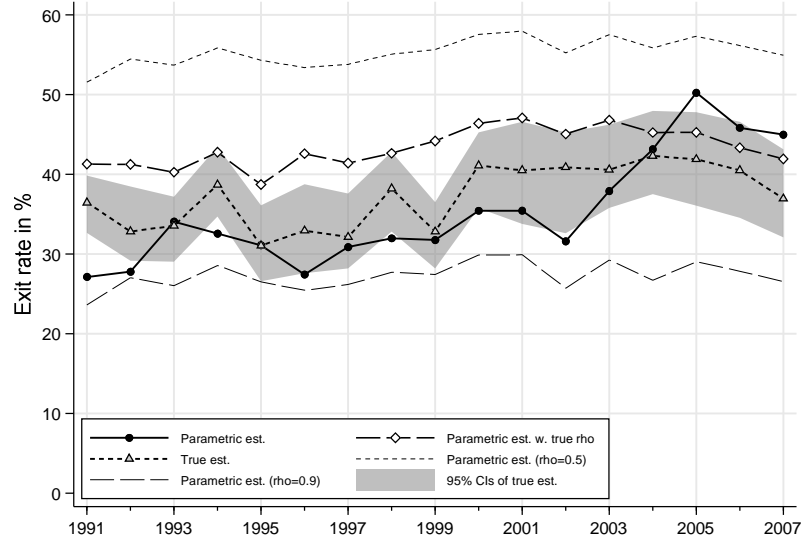 60
50
40
30
20
10
0
Exit rate in %
Parametric est.
Parametric est. w. true rho
True est.
Parametric est. (rho=0.5)
Parametric est. (rho=0.9)
95% CIs of true est.
1991 1993 1995 1997 1999 2001 2003 2005 2007